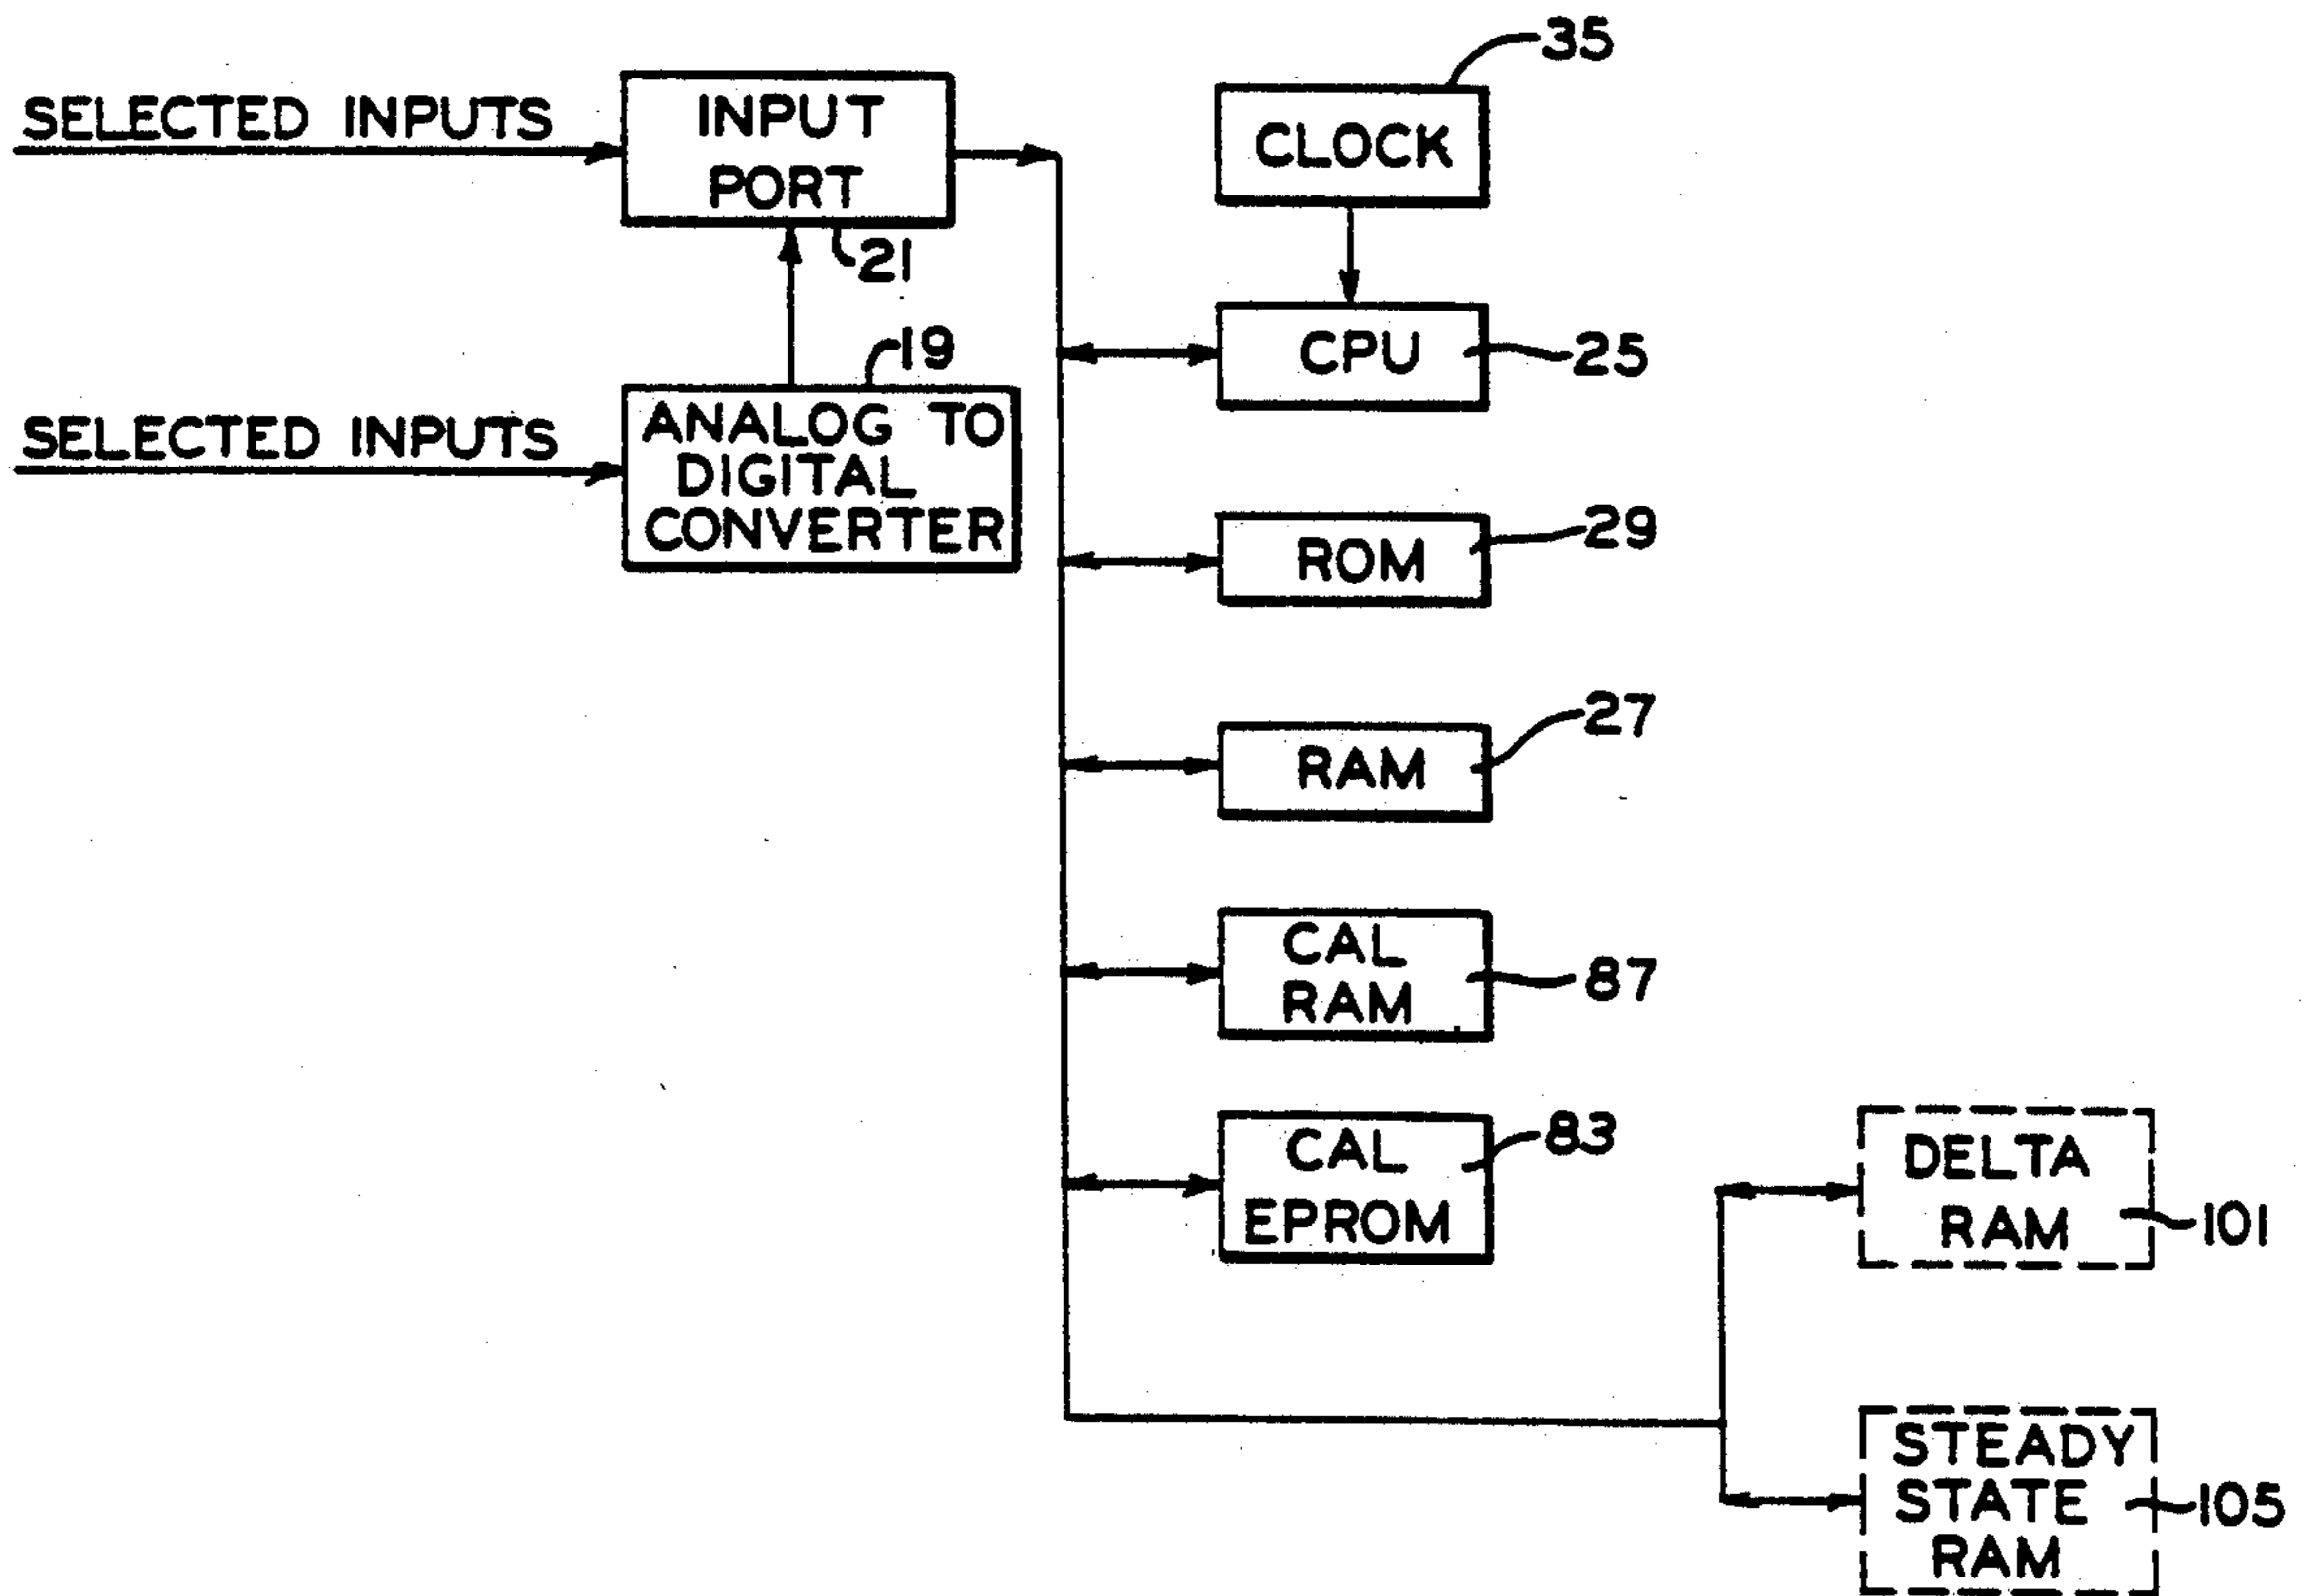 SELECTED INPUTS
INPUT
PORT
21
35
CLOCK
CPU
25
SELECTED INPUTS
19
ANALOG TO
DIGITAL
CONVERTER
ROM
29
RAM
27
CAL
RAM
87
CAL
EPROM
83
DELTA
RAM
101
STEADY
STATE
RAM
105